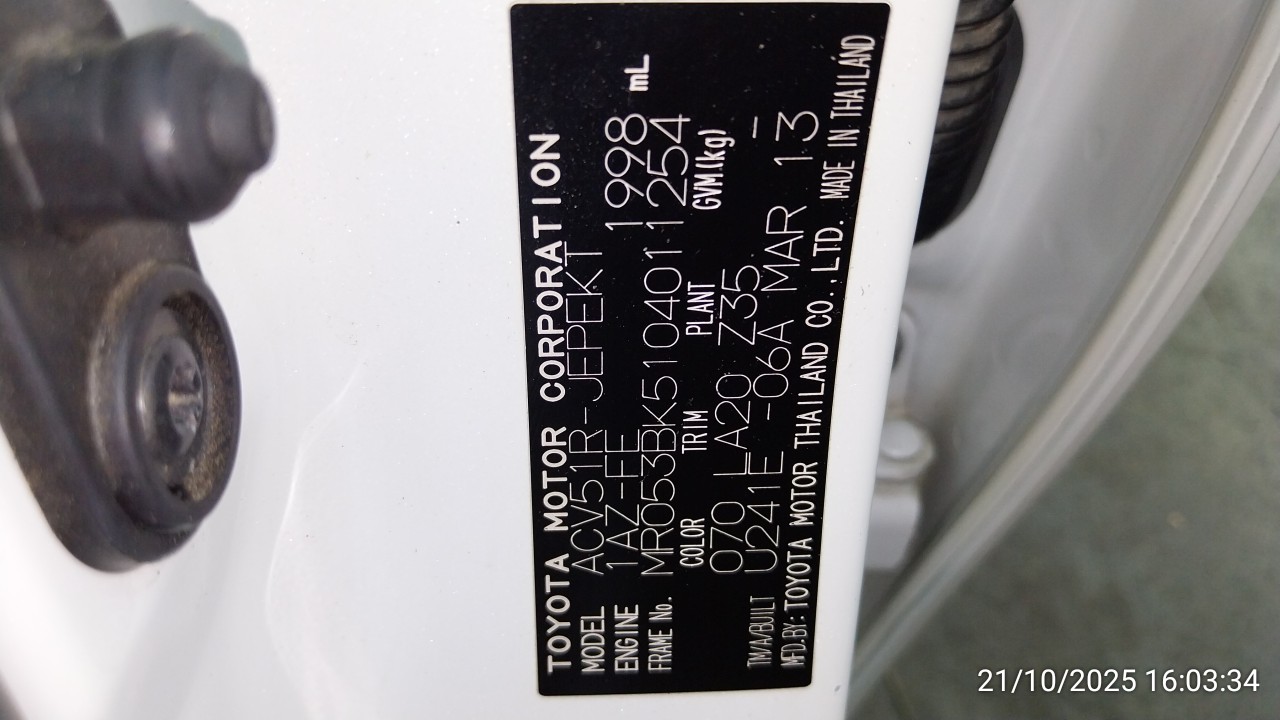 TOYOTA MOTOR CORPORATION
MODEL ACV51R-JEPEKT
ENGINE 1AZ-FE 1998 mL
FRAME No. MR053BK5104011254
COLOR TRIM PLANT GVM.(kg)
070 LA20 Z35 –
TM/A/BUILT U241E -06A MAR 13
MFD.BY:TOYOTA MOTOR THAILAND CO.,LTD. MADE IN THAILAND
21/10/2025 16:03:34